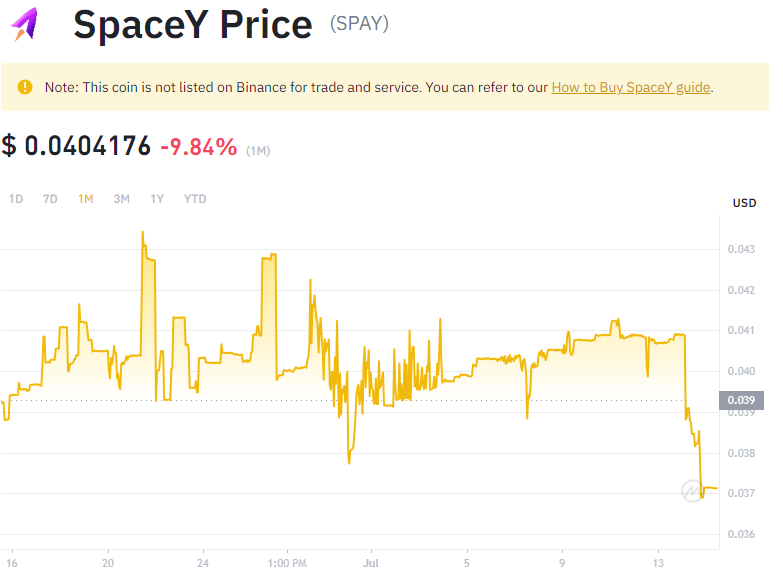 SpaceY Price (SPAY)
Note: This coin is not listed on Binance for trade and service. You can refer to our How to Buy SpaceY guide.
$ 0.0404176 -9.84% (1M)
1D 7D 1M 3M 1Y YTD
USD
0.043
0.042
0.041
0.040
0.039
0.039
0.038
0.037
0.036
16 20 24 1:00 PM Jul 5 9 13